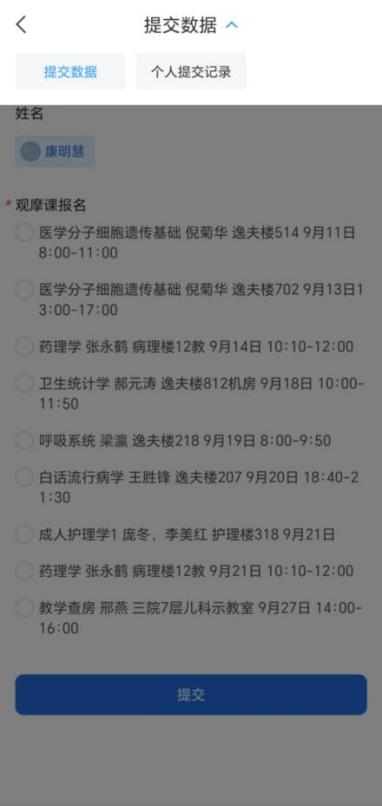 提交数据
提交数据
个人提交记录
姓名
康明慧
* 观摩课报名
医学分子细胞遗传基础 倪菊华 逸夫楼514 9月11日
8:00-11:00
医学分子细胞遗传基础 倪菊华 逸夫楼702 9月13日1
3:00-17:00
药理学 张永鹤 病理楼12教 9月14日 10:10-12:00
卫生统计学 郝元涛 逸夫楼812机房 9月18日 10:00-
11:50
呼吸系统 梁瀛 逸夫楼218 9月19日 8:00-9:50
白话流行病学 王胜锋 逸夫楼207 9月20日 18:40-2
1:30
成人护理学1 庞冬，李美红 护理楼318 9月21日
药理学 张永鹤 病理楼12教 9月21日 10:10-12:00
教学查房 邢燕 三院7层儿科示教室 9月27日 14:00-
16:00
提交